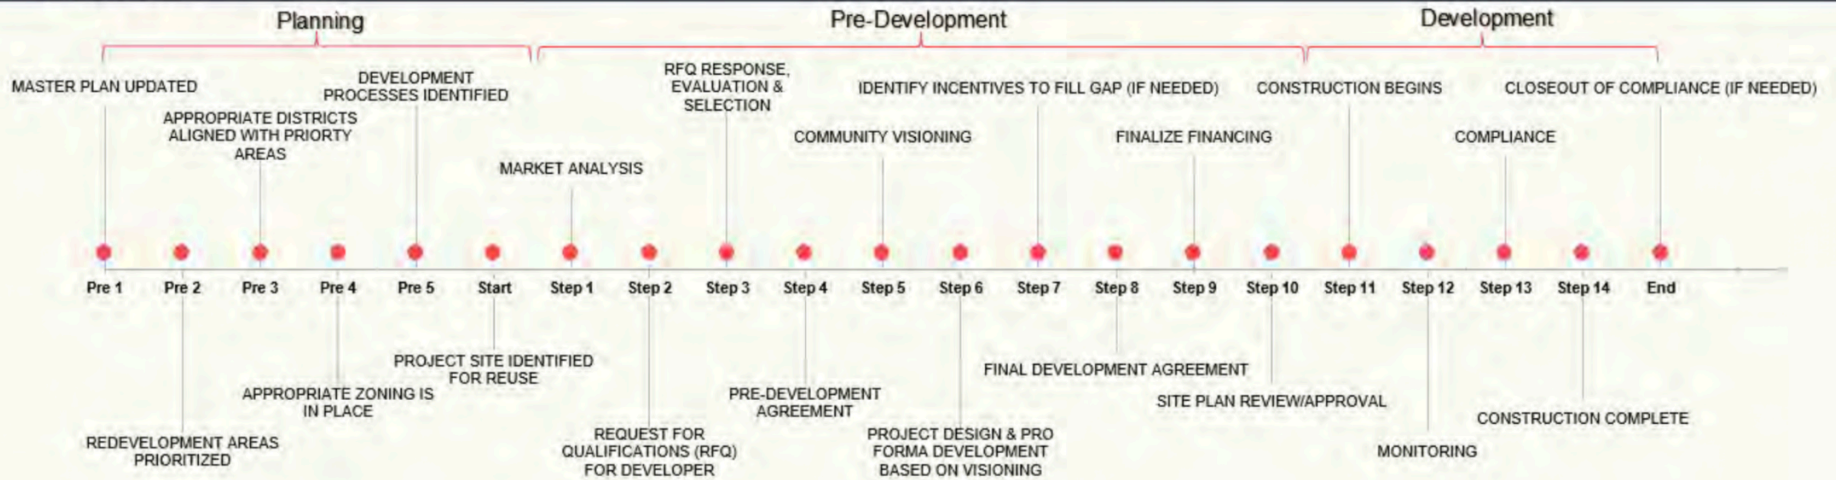 Planning
Pre-Development
Development
MASTER PLAN UPDATED
APPROPRIATE DISTRICTS
ALIGNED WITH PRIORTY
AREAS
DEVELOPMENT
PROCESSES IDENTIFIED
MARKET ANALYSIS
RFQ RESPONSE,
EVALUATION &
SELECTION
COMMUNITY VISIONING
IDENTIFY INCENTIVES TO FILL GAP (IF NEEDED)
FINALIZE FINANCING
CONSTRUCTION BEGINS
COMPLIANCE
CLOSEOUT OF COMPLIANCE (IF NEEDED)
Pre 1
Pre 2
Pre 3
Pre 4
Pre 5
Start
Step 1
Step 2
Step 3
Step 4
Step 5
Step 6
Step 7
Step 8
Step 9
Step 10
Step 11
Step 12
Step 13
Step 14
End
REDEVELOPMENT AREAS
PRIORITIZED
APPROPRIATE ZONING IS
IN PLACE
PROJECT SITE IDENTIFIED
FOR REUSE
REQUEST FOR
QUALIFICATIONS (RFQ)
FOR DEVELOPER
PRE-DEVELOPMENT
AGREEMENT
PROJECT DESIGN & PRO
FORMA DEVELOPMENT
BASED ON VISIONING
FINAL DEVELOPMENT AGREEMENT
SITE PLAN REVIEW/APPROVAL
MONITORING
CONSTRUCTION COMPLETE